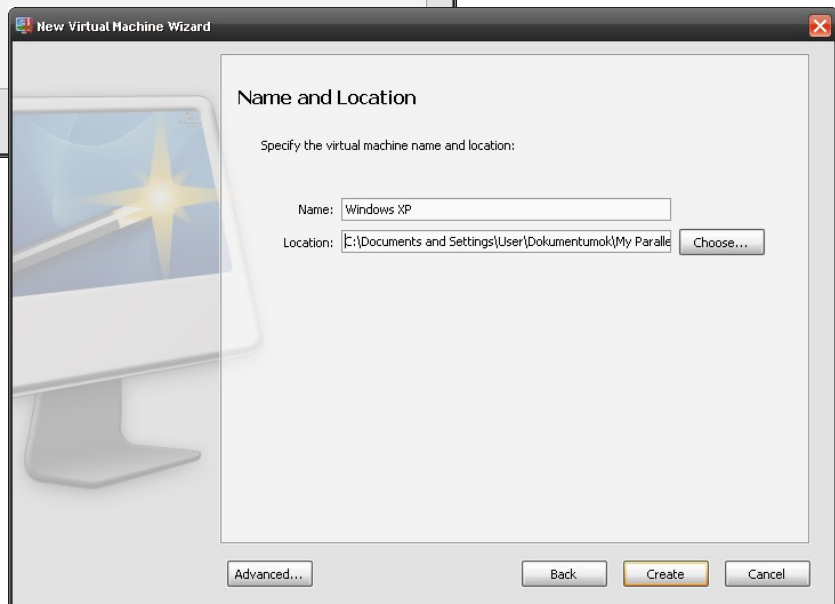 New Virtual Machine Wizard
Name and Location
Specify the virtual machine name and location:
Name: Windows XP
Location: C:\Documents and Settings\User\Dokumentumok\My Paralle Choose...
Advanced... Back Create Cancel